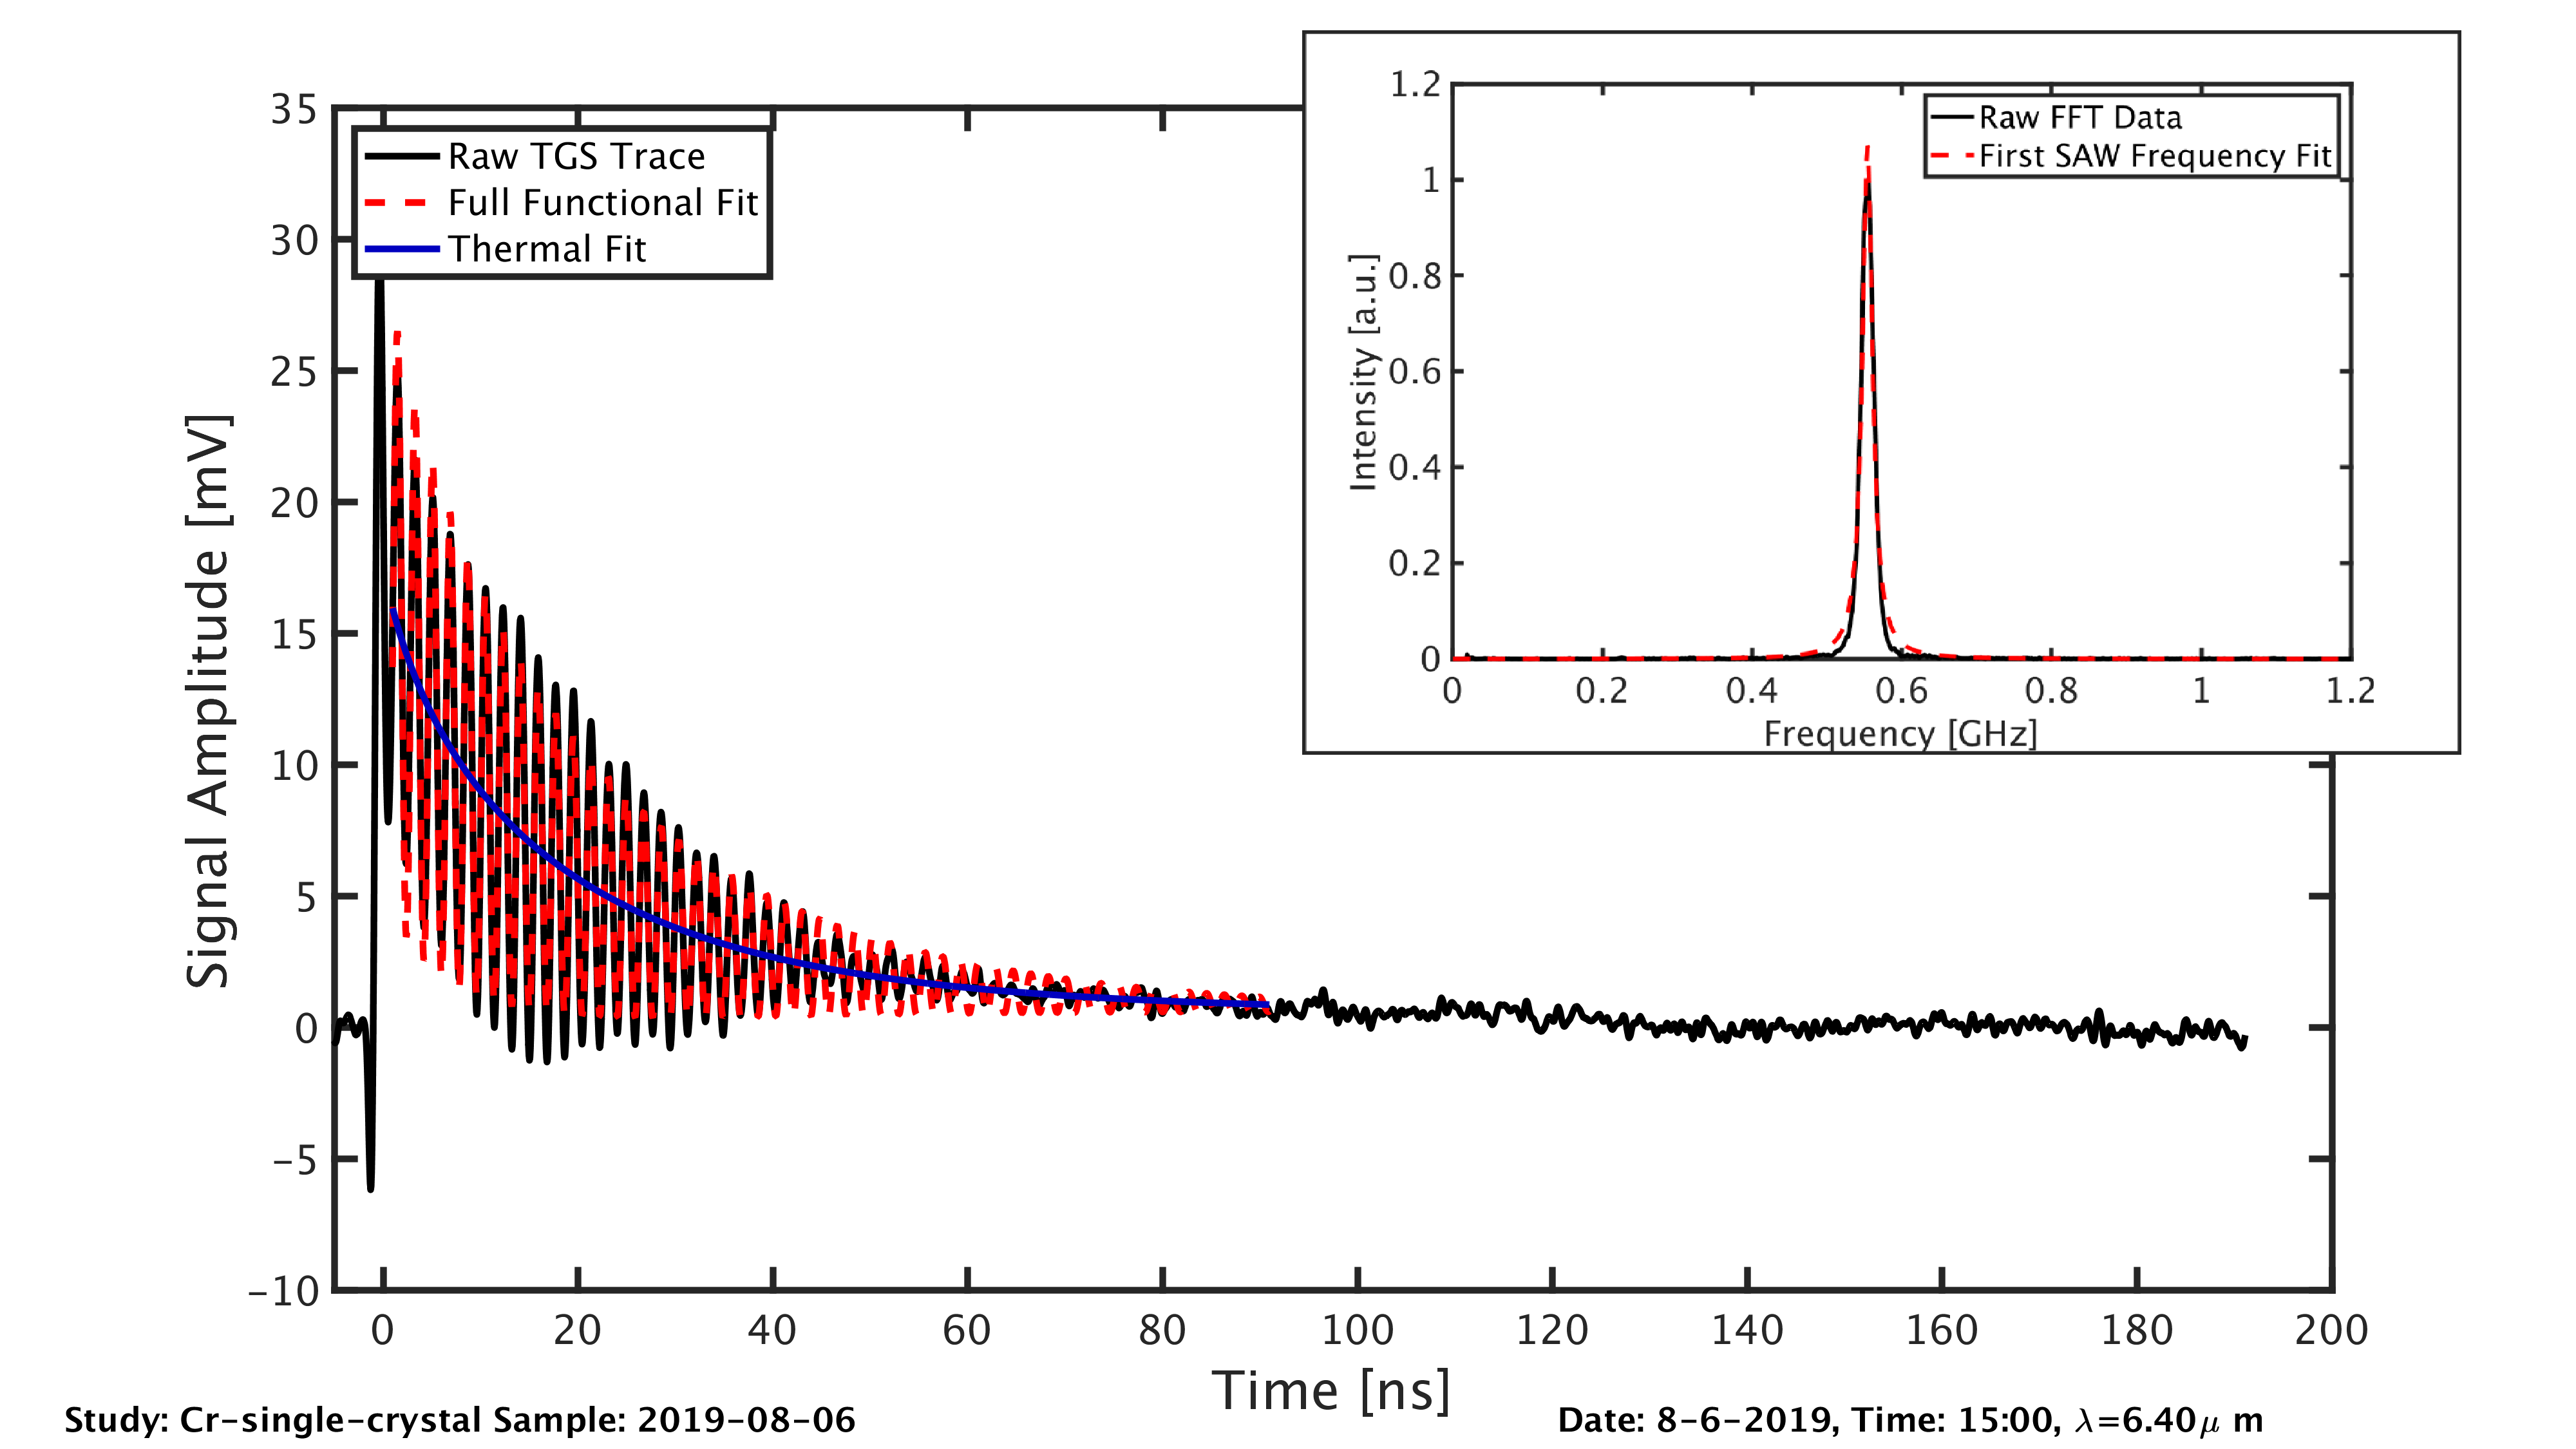 1.2
1
0.8
0.6
0.4
0.2
0
Intensity [a.u.]
Raw FFT Data
First SAW Frequency Fit
0 0.2 0.4 0.6 0.8 1 1.2
Frequency [GHz]
35
30
25
20
15
10
5
0
-5
-10
Signal Amplitude [mV]
Raw TGS Trace
Full Functional Fit
Thermal Fit
0 20 40 60 80 100 120 140 160 180 200
Time [ns]
Study: Cr-single-crystal Sample: 2019-08-06
Date: 8-6-2019, Time: 15:00, λ=6.40μ m